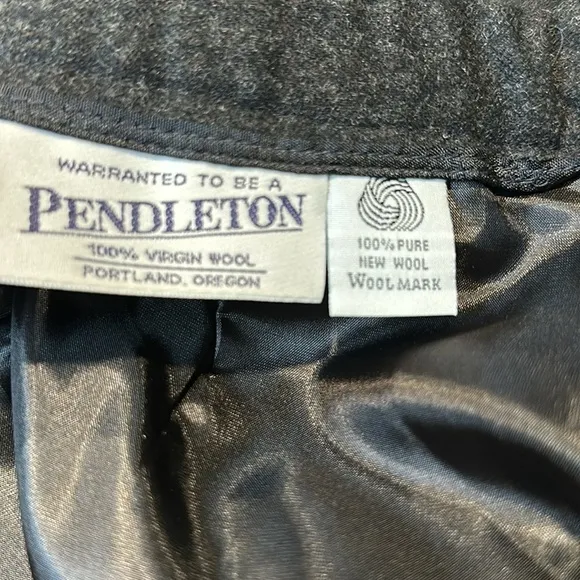 WARRANTED TO BE A
PENDLETON
100% VIRGIN WOOL
PORTLAND, OREGON
100% PURE
NEW WOOL
WOOLMARK